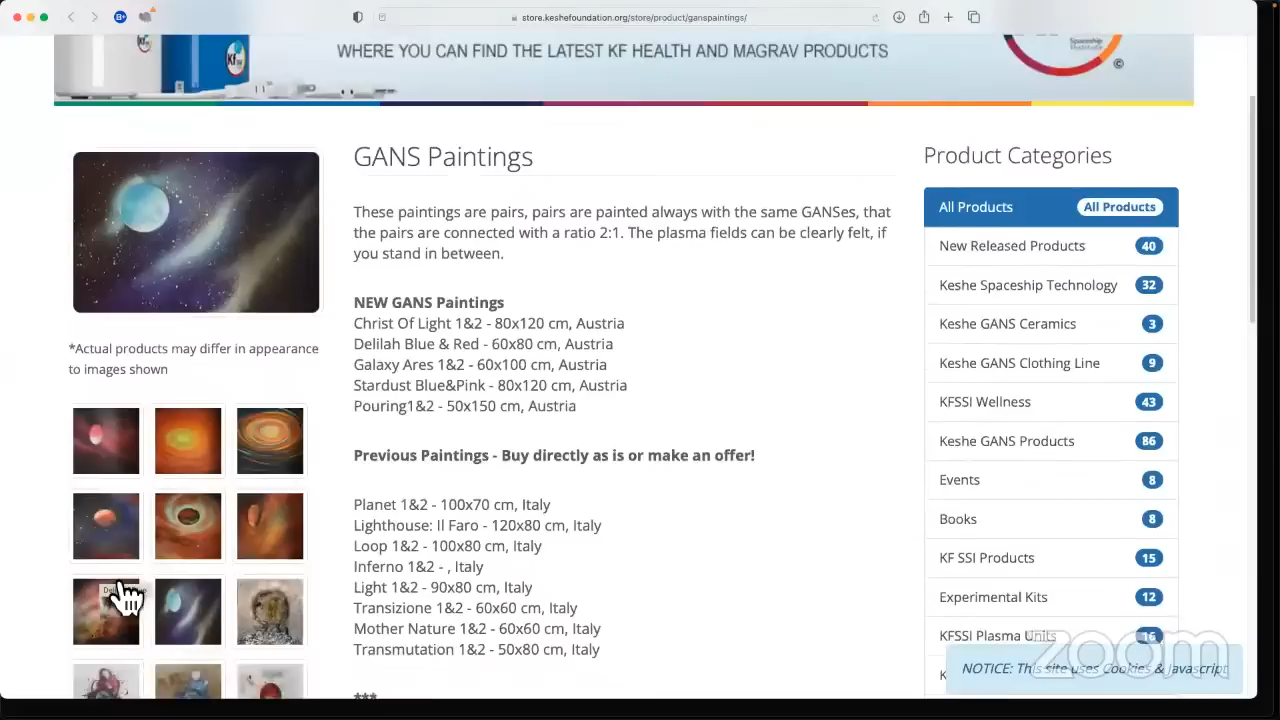 store.keshefoundation.org/store/product/ganspaintings/
WHERE YOU CAN FIND THE LATEST KF HEALTH AND MAGRAV PRODUCTS
Kf
Kf
Spaceship
Institute
©
GANS Paintings
These paintings are pairs, pairs are painted always with the same GANSes, that
the pairs are connected with a ratio 2:1. The plasma fields can be clearly felt, if
you stand in between.
NEW GANS Paintings
Christ Of Light 1&2 - 80x120 cm, Austria
Delilah Blue & Red - 60x80 cm, Austria
Galaxy Ares 1&2 - 60x100 cm, Austria
Stardust Blue&Pink - 80x120 cm, Austria
Pouring1&2 - 50x150 cm, Austria
Previous Paintings - Buy directly as is or make an offer!
Planet 1&2 - 100x70 cm, Italy
Lighthouse: Il Faro - 120x80 cm, Italy
Loop 1&2 - 100x80 cm, Italy
Inferno 1&2 - , Italy
Light 1&2 - 90x80 cm, Italy
Transizione 1&2 - 60x60 cm, Italy
Mother Nature 1&2 - 60x60 cm, Italy
Transmutation 1&2 - 50x80 cm, Italy
***
*Actual products may differ in appearance
to images shown
Product Categories
All Products All Products
New Released Products 40
Keshe Spaceship Technology 32
Keshe GANS Ceramics 3
Keshe GANS Clothing Line 9
KFSSI Wellness 43
Keshe GANS Products 86
Events 8
Books 8
KF SSI Products 15
Experimental Kits 12
KFSSI Plasma Units 16
NOTICE: This site uses Cookies & Javascript
zoom